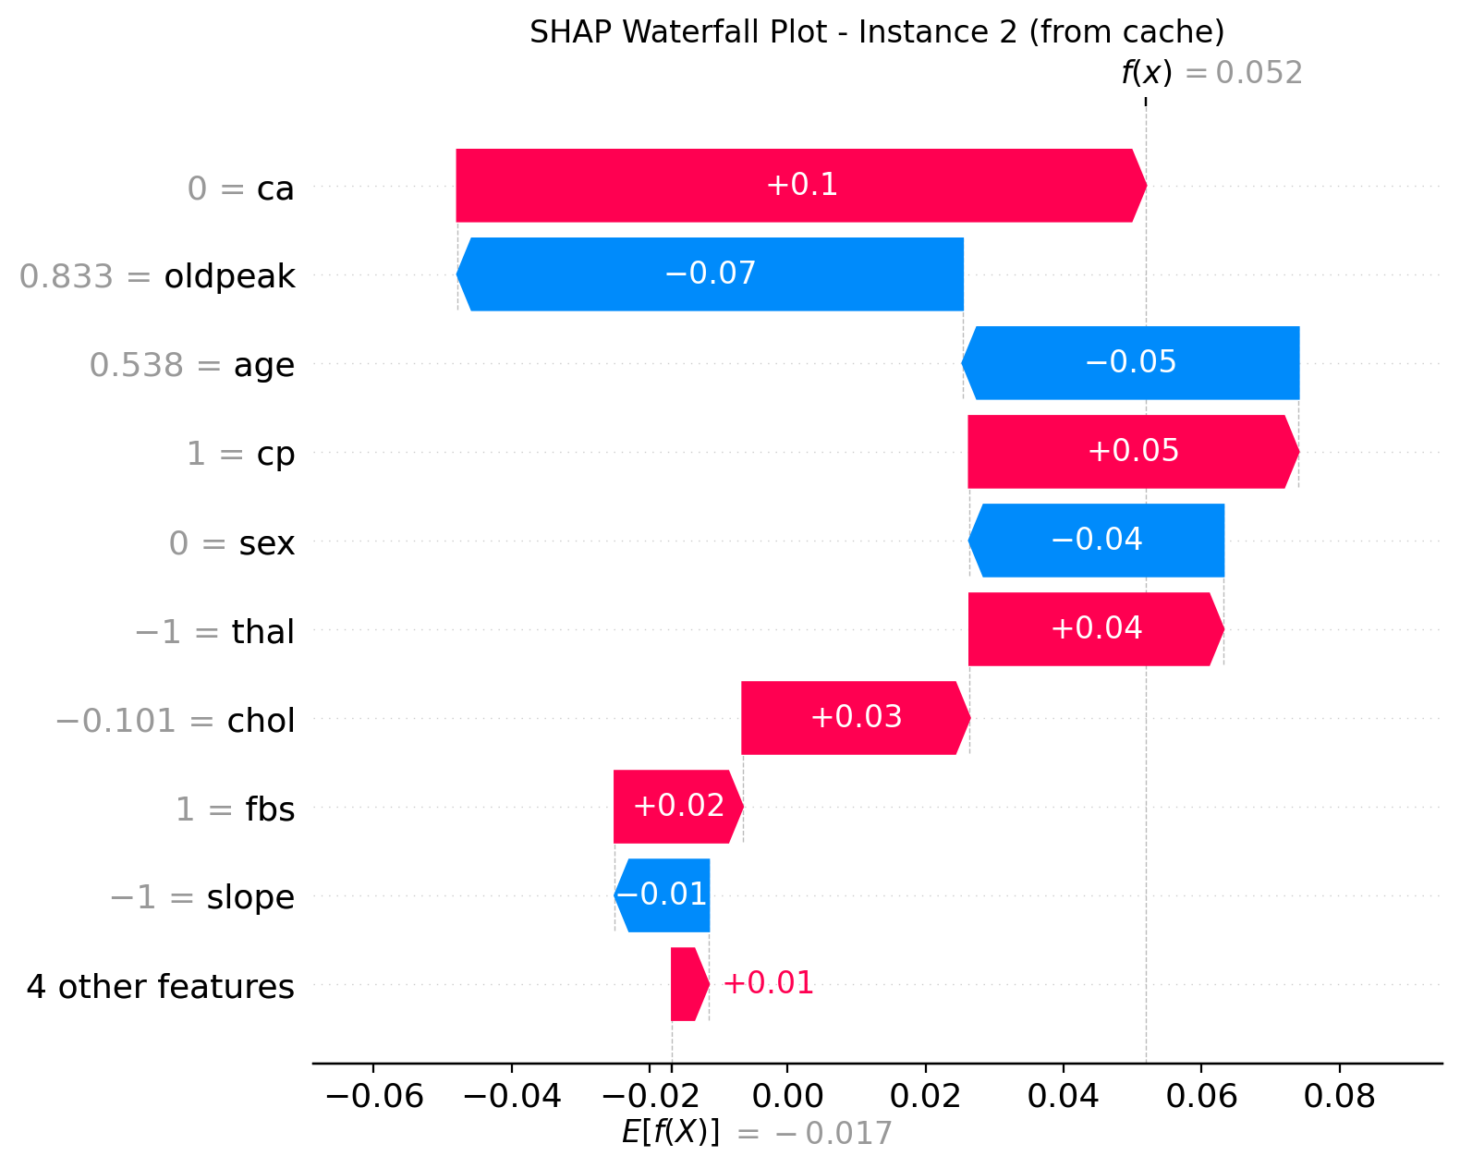 SHAP Waterfall Plot - Instance 2 (from cache)
f(x) = 0.052
0 = ca +0.1
0.833 = oldpeak −0.07
0.538 = age −0.05
1 = cp +0.05
0 = sex −0.04
−1 = thal +0.04
−0.101 = chol +0.03
1 = fbs +0.02
−1 = slope −0.01
4 other features +0.01
−0.06 −0.04 −0.02 0.00 0.02 0.04 0.06 0.08
E[f(X)] = −0.017